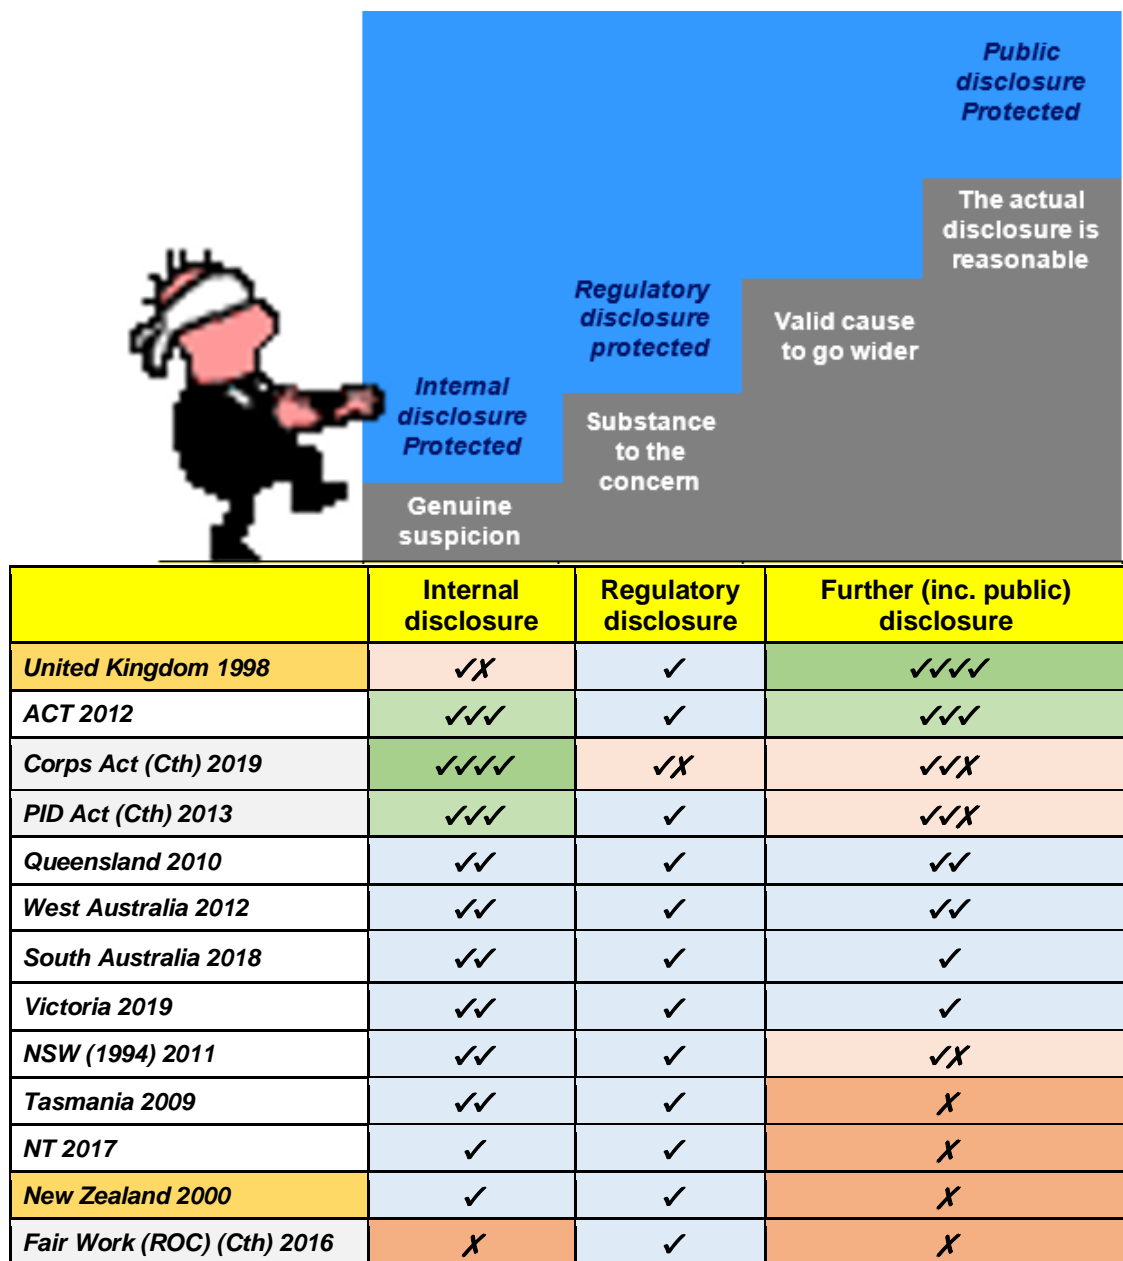 Public
disclosure
Protected
The actual
disclosure is
reasonable
Regulatory
disclosure
protected
Valid cause
to go wider
Internal
disclosure
Protected
Substance
to the
concern
Genuine
suspicion
Internal disclosure Regulatory disclosure Further (inc. public) disclosure
United Kingdom 1998 ✓✗ ✓ ✓✓✓✓
ACT 2012 ✓✓✓ ✓ ✓✓✓
Corps Act (Cth) 2019 ✓✓✓✓ ✓✗ ✓✓✗
PID Act (Cth) 2013 ✓✓✓ ✓ ✓✓✗
Queensland 2010 ✓✓ ✓ ✓✓
West Australia 2012 ✓✓ ✓ ✓✓
South Australia 2018 ✓✓ ✓ ✓
Victoria 2019 ✓✓ ✓ ✓
NSW (1994) 2011 ✓✓ ✓ ✓✗
Tasmania 2009 ✓✓ ✓ ✗
NT 2017 ✓ ✓ ✗
New Zealand 2000 ✓ ✓ ✗
Fair Work (ROC) (Cth) 2016 ✗ ✓ ✗